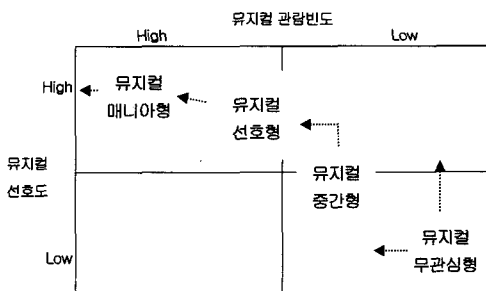 뮤지컬 관람빈도
High
Low
High
뮤지컬
매니아형
뮤지컬
선호형
뮤지컬
선호도
뮤지컬
중간형
Low
뮤지컬
무관심형